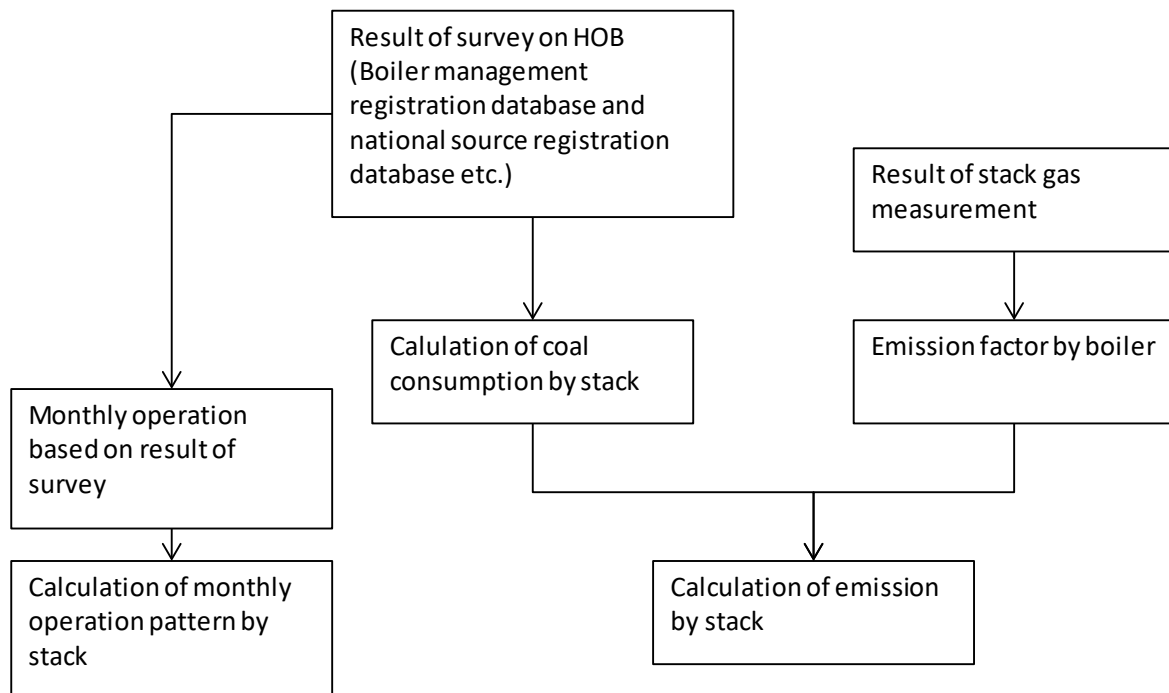 Result of survey on HOB
(Boiler management
registration database and
national source registration
database etc.)
Result of stack gas
measurement
Calulation of coal
consumption by stack
Emission factor by boiler
Monthly operation
based on result of
survey
Calculation of monthly
operation pattern by
stack
Calculation of emission
by stack